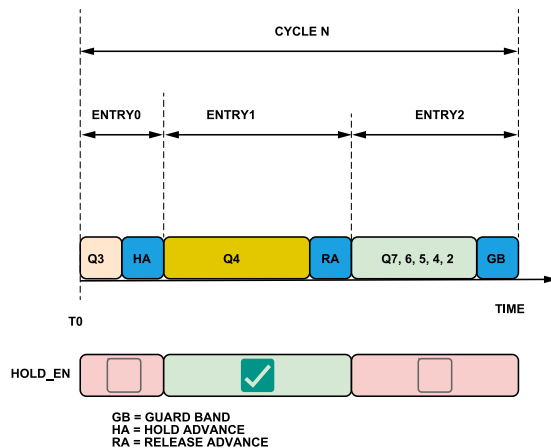 CYCLE N
ENTRY0 ENTRY1 ENTRY2
Q3 HA Q4 RA Q7, 6, 5, 4, 2 GB
TIME
T0
HOLD_EN
GB = GUARD BAND
HA = HOLD ADVANCE
RA = RELEASE ADVANCE